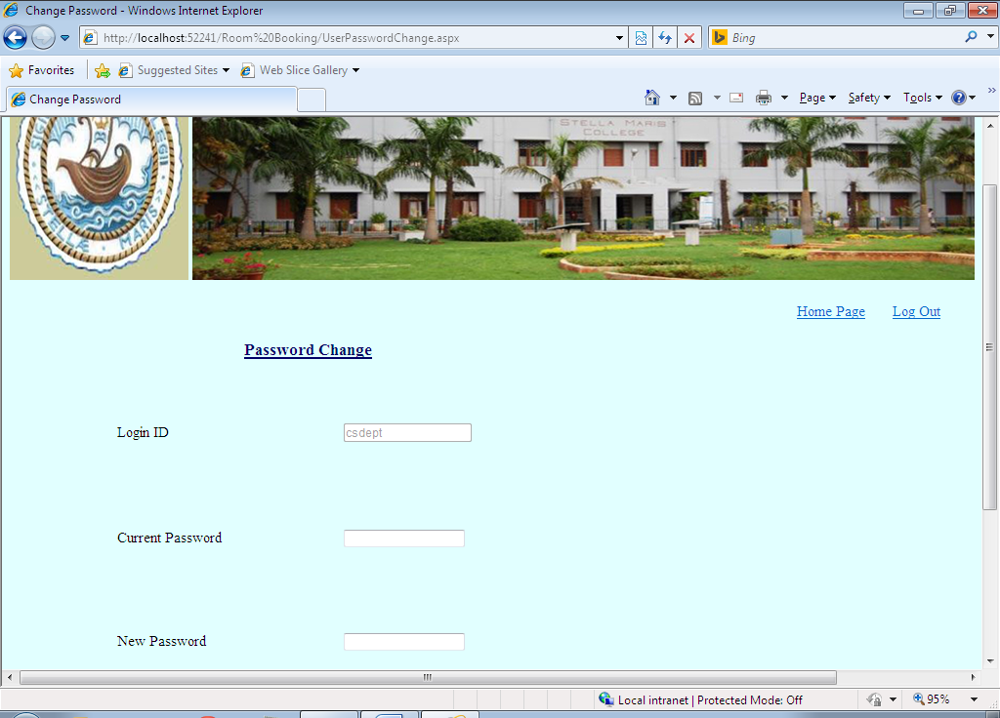 Change Password - Windows Internet Explorer
http://localhost:52241/Room%20Booking/UserPasswordChange.aspx
Bing
Favorites
Suggested Sites
Web Slice Gallery
Change Password
Page
Safety
Tools
»
STELLA MARIS
COLLEGE
STELLA MARIS
Home Page
Log Out
Password Change
Login ID
csdept
Current Password
New Password
Local intranet | Protected Mode: Off
95%